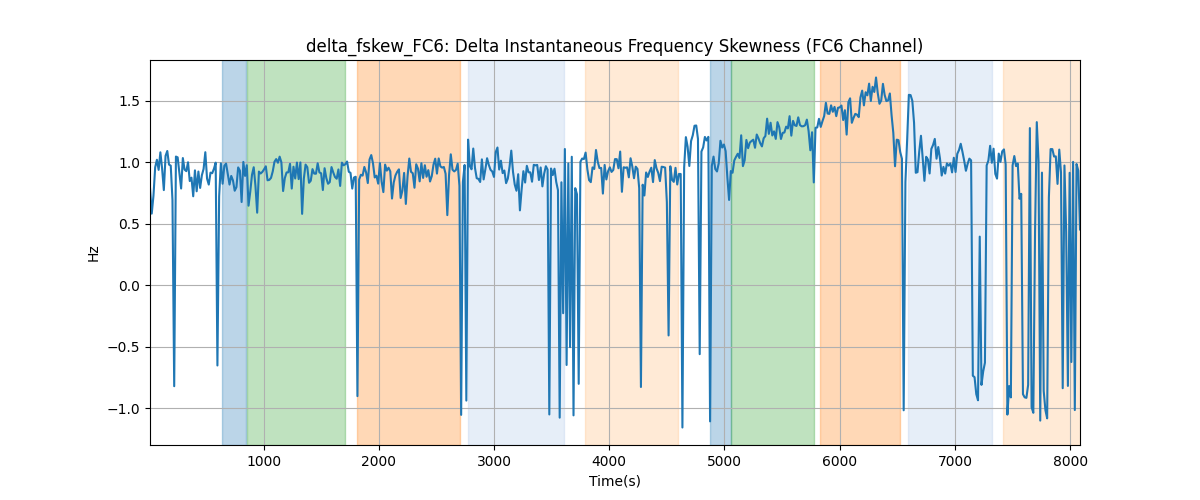 delta_fskew_FC6: Delta Instantaneous Frequency Skewness (FC6 Channel)
Hz
1.5
1.0
0.5
0.0
−0.5
−1.0
1000 2000 3000 4000 5000 6000 7000 8000
Time(s)